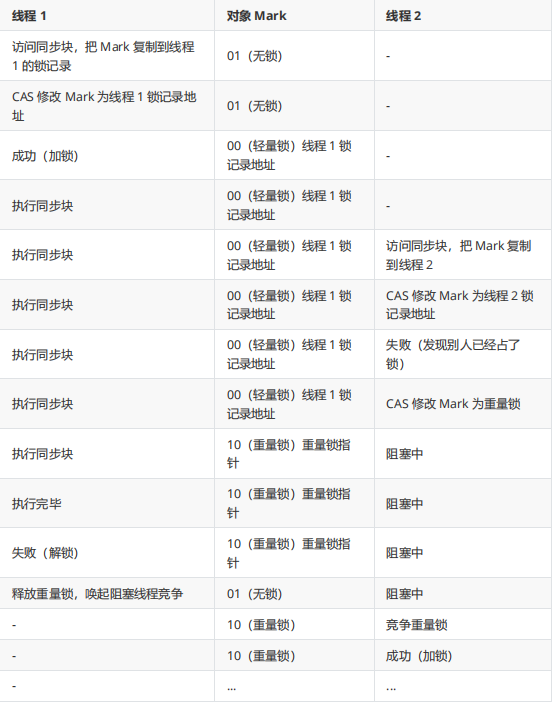 线程 1 对象 Mark 线程 2
访问同步块，把 Mark 复制到线程
1 的锁记录
01（无锁）
-
CAS 修改 Mark 为线程 1 锁记录地
址
01（无锁）
-
成功（加锁）
00（轻量锁）线程 1 锁
记录地址
-
执行同步块
00（轻量锁）线程 1 锁
记录地址
-
执行同步块
00（轻量锁）线程 1 锁
记录地址
访问同步块，把 Mark 复制
到线程 2
执行同步块
00（轻量锁）线程 1 锁
记录地址
CAS 修改 Mark 为线程 2 锁
记录地址
执行同步块
00（轻量锁）线程 1 锁
记录地址
失败（发现别人已经占了
锁）
执行同步块
00（轻量锁）线程 1 锁
记录地址
CAS 修改 Mark 为重量锁
执行同步块
10（重量锁）重量锁指
针
阻塞中
执行完毕
10（重量锁）重量锁指
针
阻塞中
失败（解锁）
10（重量锁）重量锁指
针
阻塞中
释放重量锁，唤起阻塞线程竞争 01（无锁） 阻塞中
- 10（重量锁） 竞争重量锁
- 10（重量锁） 成功（加锁）
- ... ...